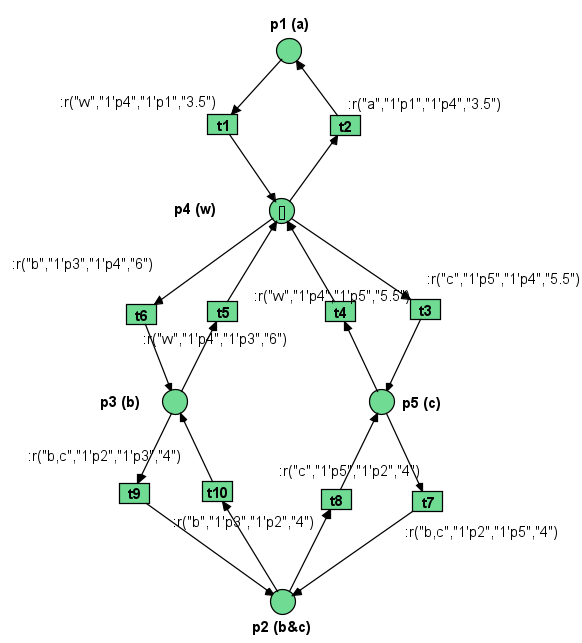 p1 (a)
:r("w","1'p4","1'p1","3.5")
:r("a","1'p1","1'p4","3.5")
t1
t2
p4 (w)
:r("b","1'p3","1'p4","6")
:r("c","1'p5","1'p4","5.5")
:r("w","1'p4","1'p5","5.5")
t6
t5
t4
t3
:r("w","1'p4","1'p3","6")
p3 (b)
p5 (c)
:r("b,c","1'p2","1'p3","4")
:r("c","1'p5","1'p2","4")
t9
t10
t8
t7
:r("b","1'p3","1'p2","4")
:r("b,c","1'p2","1'p5","4")
p2 (b&c)